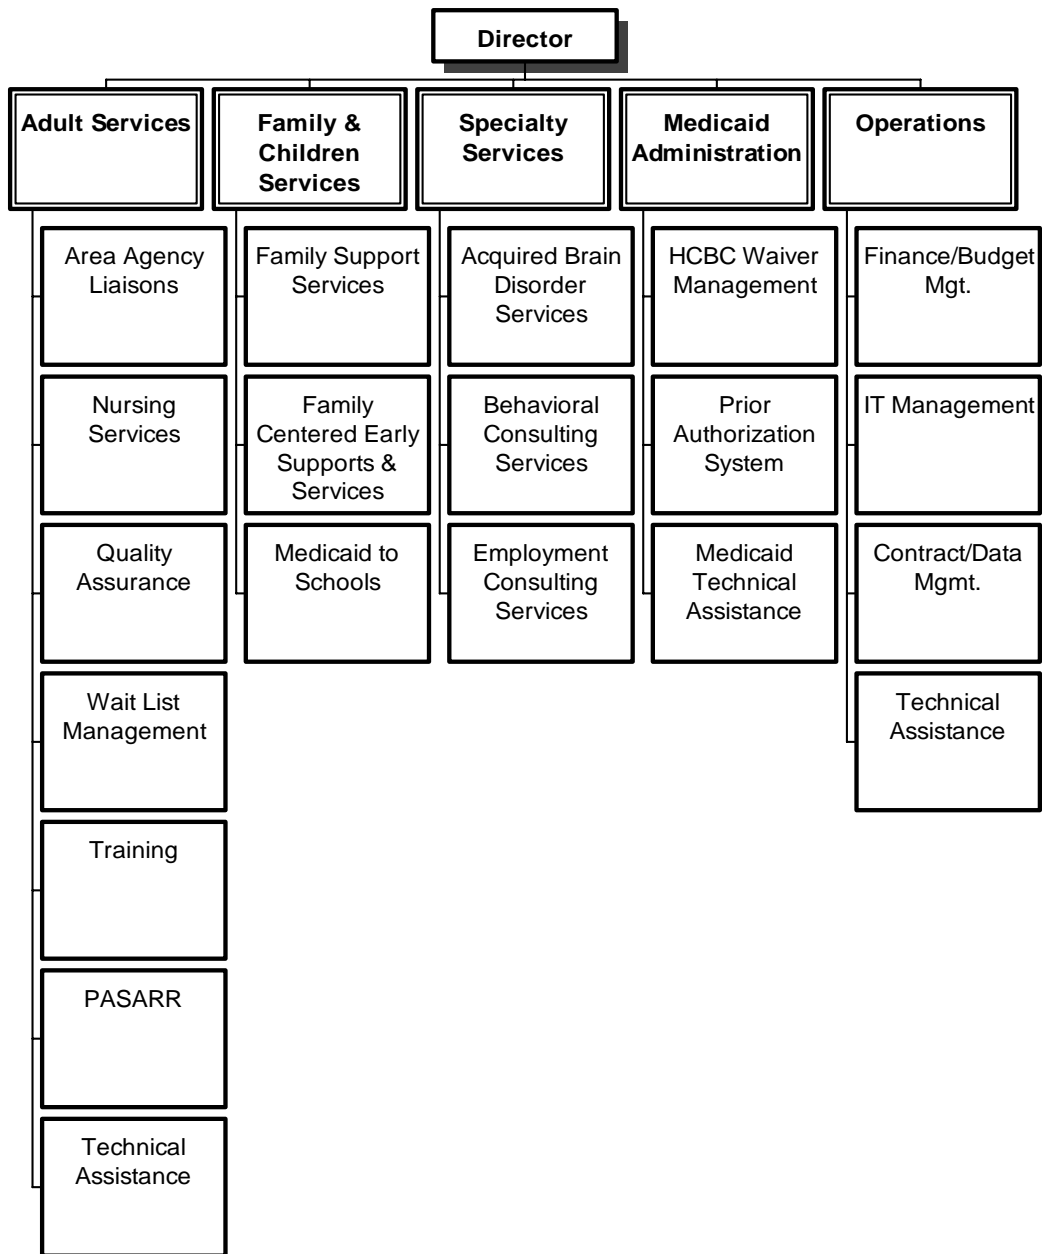 Director
Adult Services
Family &
Children
Services
Specialty
Services
Medicaid
Administration
Operations
Area Agency
Liaisons
Nursing
Services
Quality
Assurance
Wait List
Management
Training
PASARR
Technical
Assistance
Family Support
Services
Family
Centered Early
Supports &
Services
Medicaid to
Schools
Acquired Brain
Disorder
Services
Behavioral
Consulting
Services
Employment
Consulting
Services
HCBC Waiver
Management
Prior
Authorization
System
Medicaid
Technical
Assistance
Finance/Budget
Mgt.
IT Management
Contract/Data
Mgmt.
Technical
Assistance